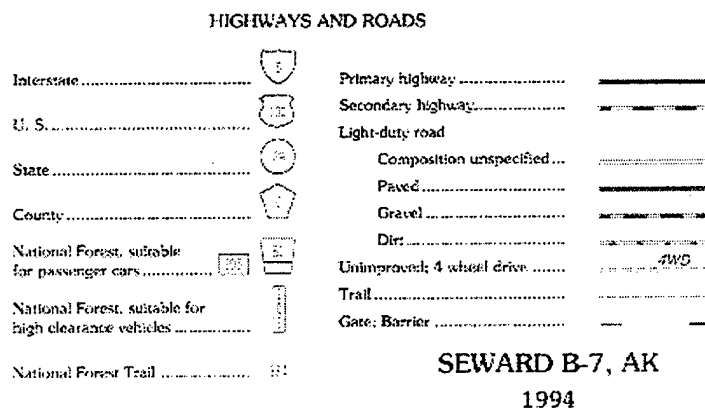 HIGHWAYS AND ROADS
Interstate
U. S.
State
County
National Forest, suitable
for passenger cars
National Forest, suitable for
high clearance vehicles
National Forest Trail
Primary highway
Secondary highway
Light-duty road
Composition unspecified
Paved
Gravel
Dirt
Unimproved; 4 wheel drive
4WD
Trail
Gate; Barrier
SEWARD B-7, AK
1994